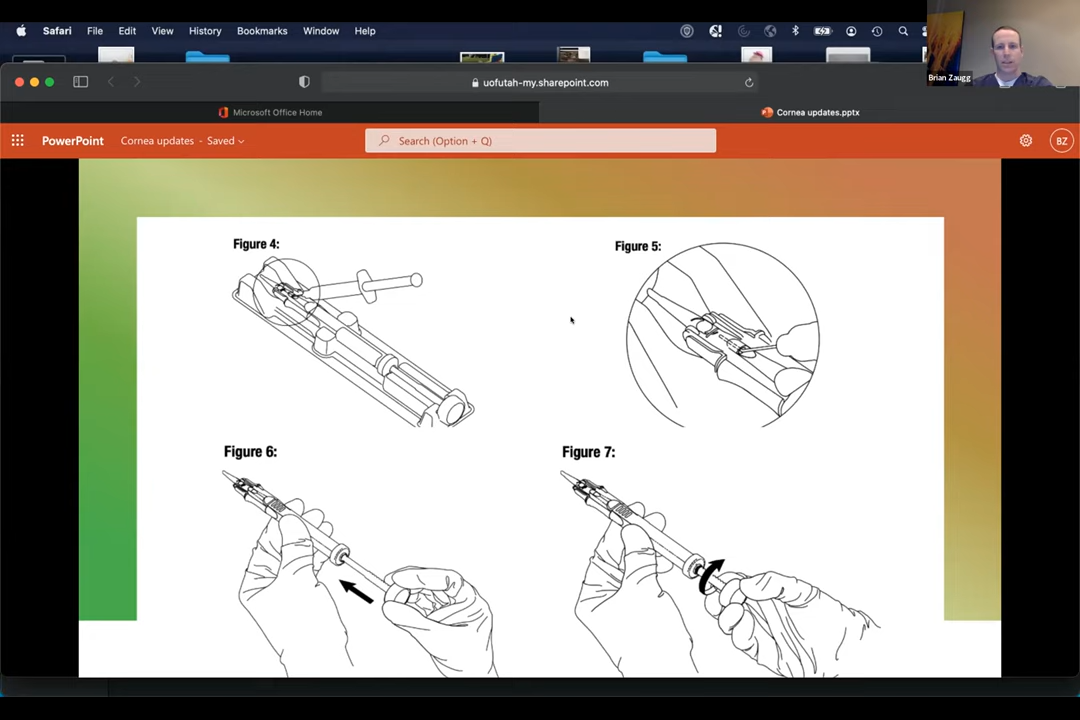 Safari File Edit View History Bookmarks Window Help
Brian Zaugg
uofutah-my.sharepoint.com
Microsoft Office Home
Cornea updates.pptx
PowerPoint Cornea updates - Saved
Search (Option + Q)
BZ
Figure 4:
Figure 5:
Figure 6:
Figure 7: